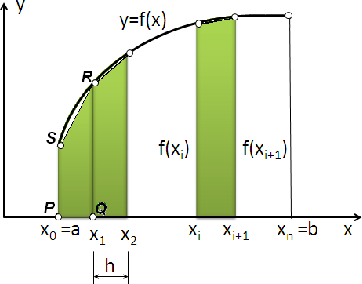 y
y=f(x)
R
S
f(xᵢ) f(xᵢ₊₁)
P Q
x₀ =a x₁ x₂ xᵢ xᵢ₊₁ xₙ =b x
h